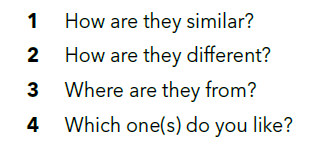 1 How are they similar?
2 How are they different?
3 Where are they from?
4 Which one(s) do you like?